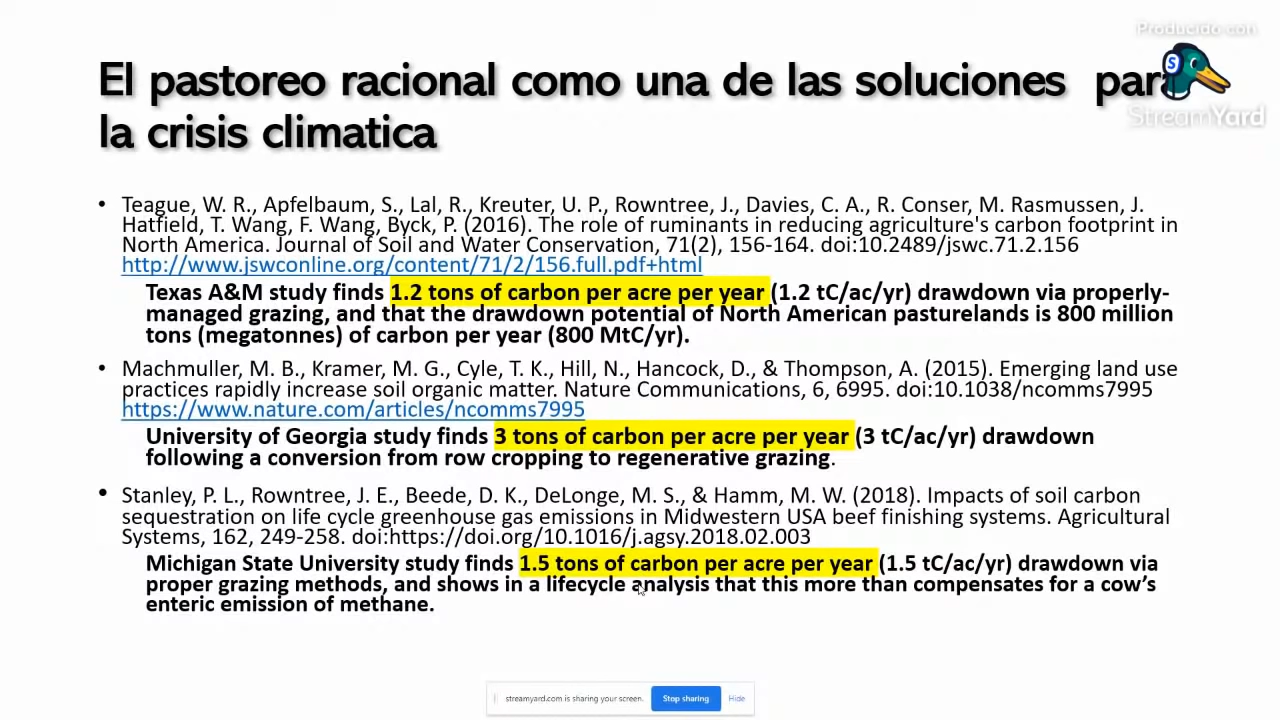 Producido con
StreamYard
El pastoreo racional como una de las soluciones para
la crisis climatica
• Teague, W. R., Apfelbaum, S., Lal, R., Kreuter, U. P., Rowntree, J., Davies, C. A., R. Conser, M. Rasmussen, J.
Hatfield, T. Wang, F. Wang, Byck, P. (2016). The role of ruminants in reducing agriculture's carbon footprint in
North America. Journal of Soil and Water Conservation, 71(2), 156-164. doi:10.2489/jswc.71.2.156
http://www.jswconline.org/content/71/2/156.full.pdf+html
Texas A&M study finds 1.2 tons of carbon per acre per year (1.2 tC/ac/yr) drawdown via properly-
managed grazing, and that the drawdown potential of North American pasturelands is 800 million
tons (megatonnes) of carbon per year (800 MtC/yr).
• Machmuller, M. B., Kramer, M. G., Cyle, T. K., Hill, N., Hancock, D., & Thompson, A. (2015). Emerging land use
practices rapidly increase soil organic matter. Nature Communications, 6, 6995. doi:10.1038/ncomms7995
https://www.nature.com/articles/ncomms7995
University of Georgia study finds 3 tons of carbon per acre per year (3 tC/ac/yr) drawdown
following a conversion from row cropping to regenerative grazing.
• Stanley, P. L., Rowntree, J. E., Beede, D. K., DeLonge, M. S., & Hamm, M. W. (2018). Impacts of soil carbon
sequestration on life cycle greenhouse gas emissions in Midwestern USA beef finishing systems. Agricultural
Systems, 162, 249-258. doi:https://doi.org/10.1016/j.agsy.2018.02.003
Michigan State University study finds 1.5 tons of carbon per acre per year (1.5 tC/ac/yr) drawdown via
proper grazing methods, and shows in a lifecycle analysis that this more than compensates for a cow's
enteric emission of methane.
streamyard.com is sharing your screen. Stop sharing Hide